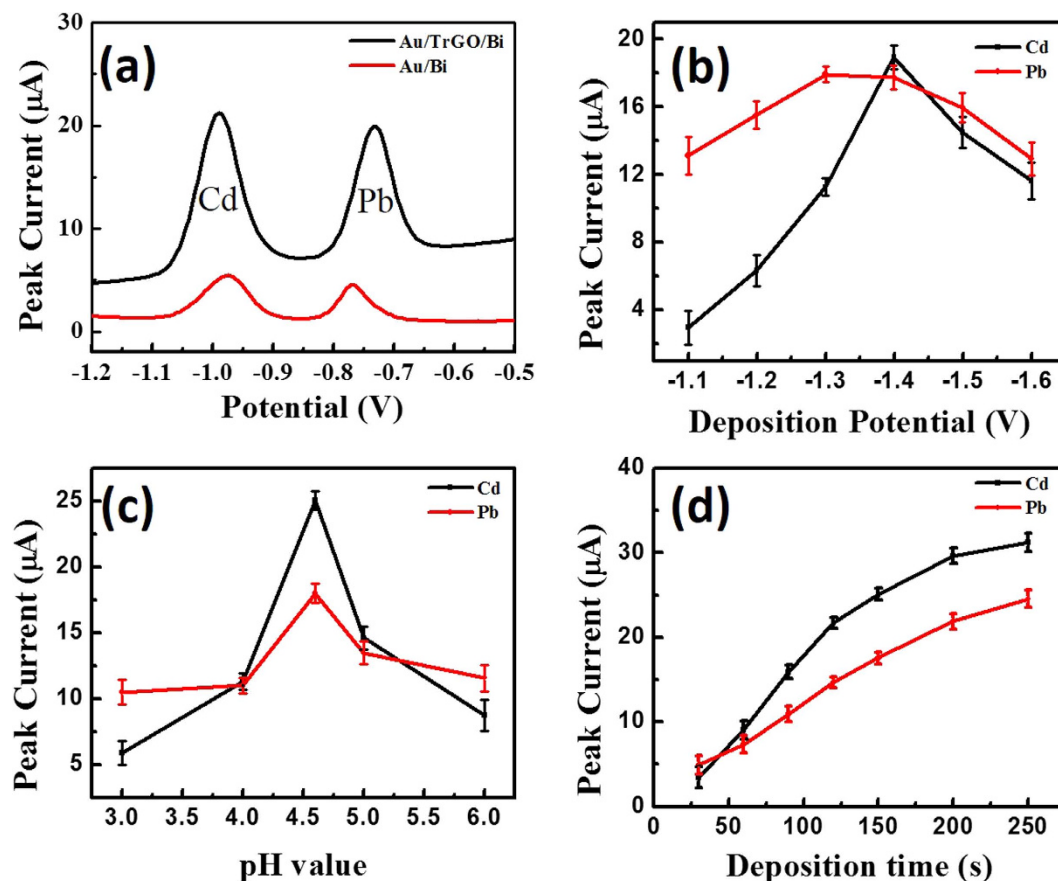 (a)
Au/TrGO/Bi
Au/Bi
Cd
Pb
30
20
10
0
Peak Current (μA)
-1.2 -1.1 -1.0 -0.9 -0.8 -0.7 -0.6 -0.5
Potential (V)
(b)
Cd
Pb
20
16
12
8
4
Peak Current (μA)
-1.1 -1.2 -1.3 -1.4 -1.5 -1.6
Deposition Potential (V)
(c)
Cd
Pb
25
20
15
10
5
Peak Current (μA)
3.0 3.5 4.0 4.5 5.0 5.5 6.0
pH value
(d)
Cd
Pb
40
30
20
10
0
Peak Current (μA)
0 50 100 150 200 250
Deposition time (s)